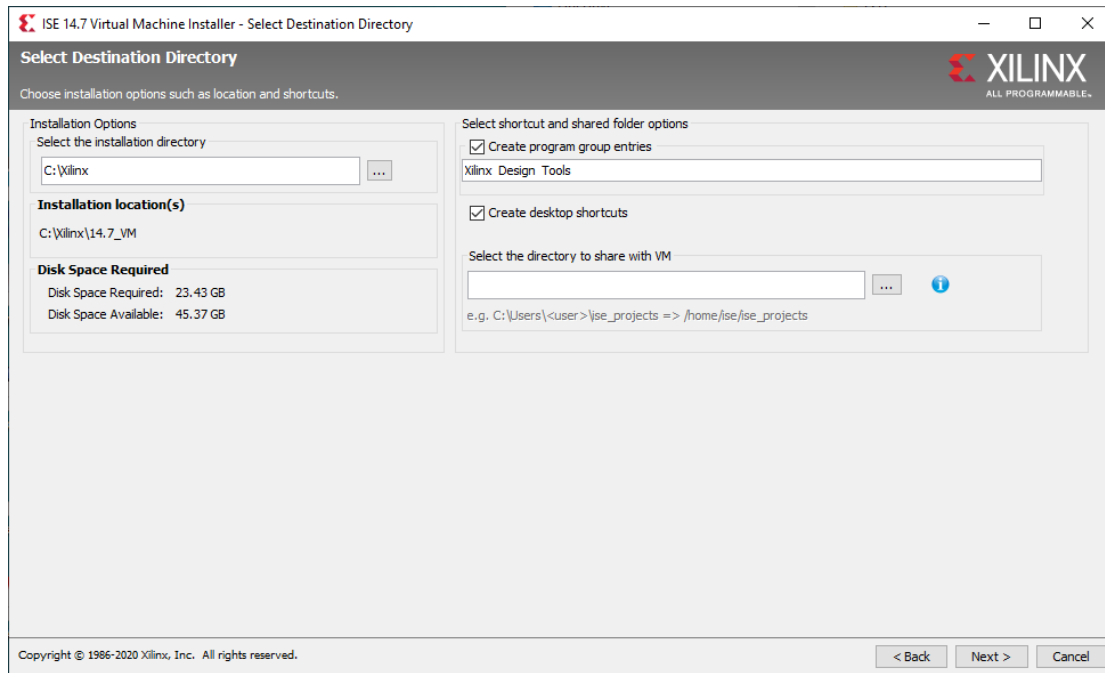 ISE 14.7 Virtual Machine Installer - Select Destination Directory
Select Destination Directory
Choose installation options such as location and shortcuts.
XILINX
ALL PROGRAMMABLE™
Installation Options
Select the installation directory
C:\Xilinx
...
Installation location(s)
C:\Xilinx\14.7_VM
Disk Space Required
Disk Space Required: 23.43 GB
Disk Space Available: 45.37 GB
Select shortcut and shared folder options
Create program group entries
Xilinx Design Tools
Create desktop shortcuts
Select the directory to share with VM
...
e.g. C:\Users\<user>\ise_projects => /home/ise/ise_projects
Copyright © 1986-2020 Xilinx, Inc. All rights reserved.
< Back
Next >
Cancel